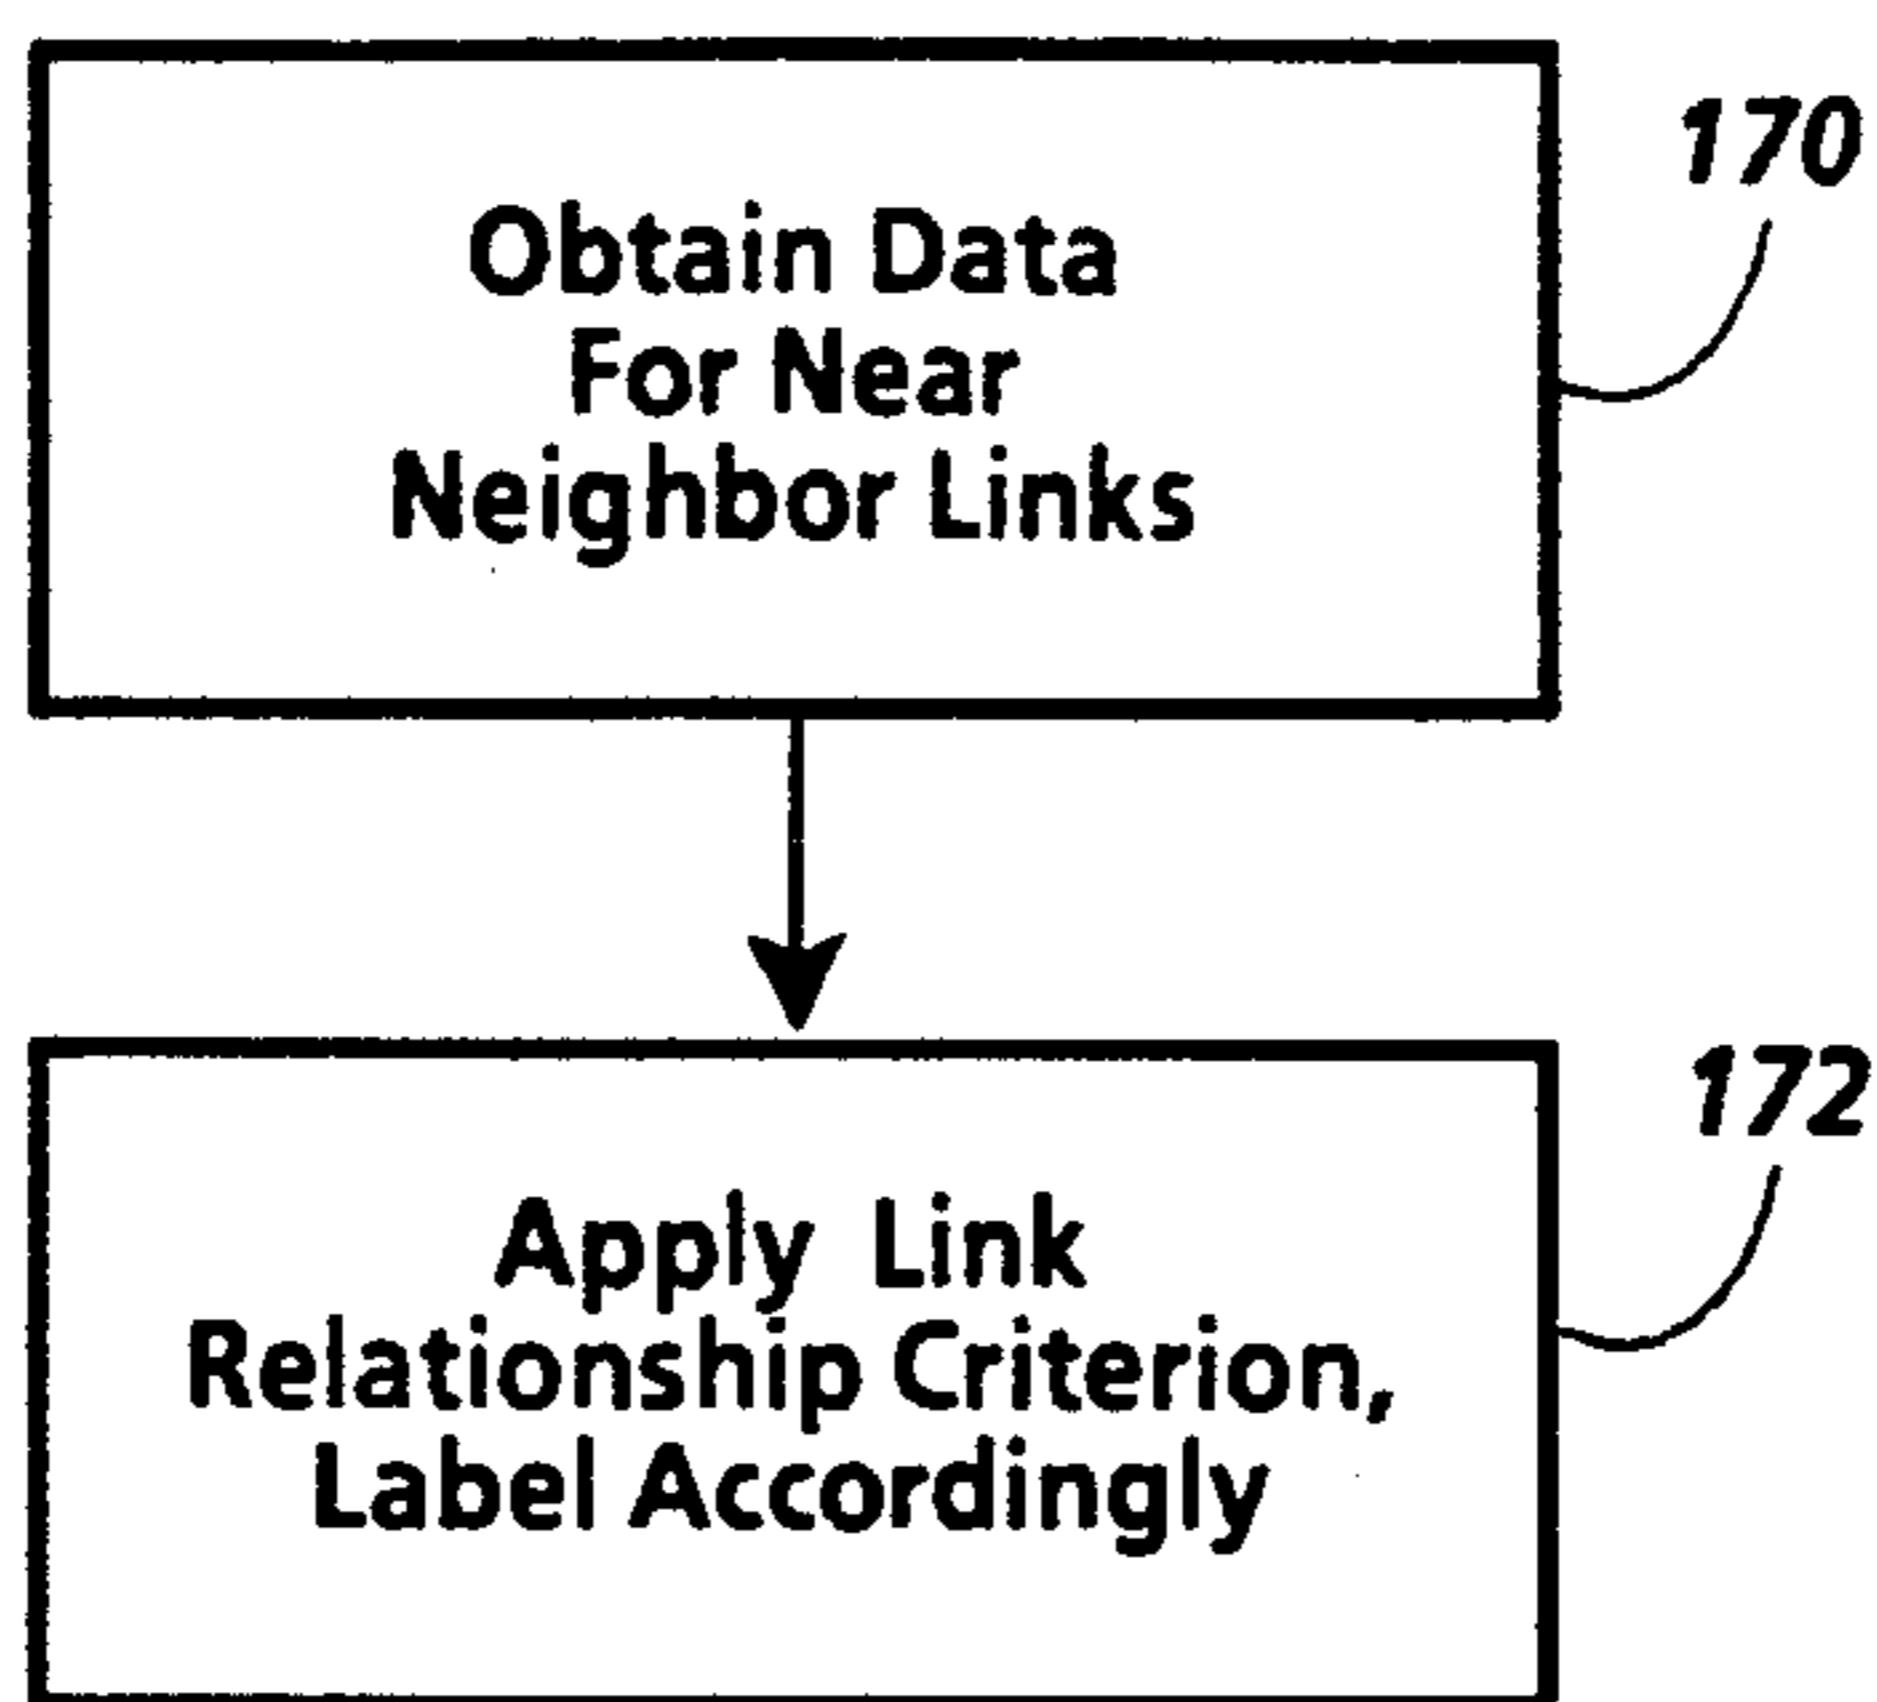 170
Obtain Data
For Near
Neighbor Links
172
Apply Link
Relationship Criterion,
Label Accordingly